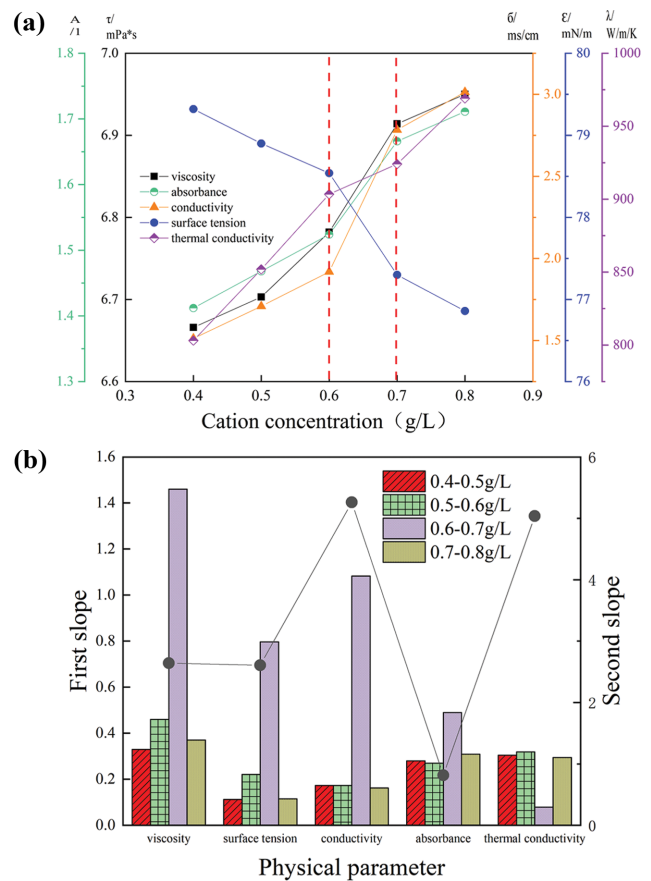 (a)
A
/1
τ/
mPa*s
б/
ms/cm
ε/
mN/m
λ/
W/m/K
1.8
1.7
1.6
1.5
1.4
1.3
7.0
6.9
6.8
6.7
6.6
viscosity
absorbance
conductivity
surface tension
thermal conductivity
3.0
2.5
2.0
1.5
80
79
78
77
76
1000
950
900
850
800
0.3 0.4 0.5 0.6 0.7 0.8 0.9
Cation concentration（g/L）
(b)
First slope
1.6
1.4
1.2
1.0
0.8
0.6
0.4
0.2
0.0
0.4-0.5g/L
0.5-0.6g/L
0.6-0.7g/L
0.7-0.8g/L
6
4
2
0
Second slope
viscosity surface tension conductivity absorbance thermal conductivity
Physical parameter